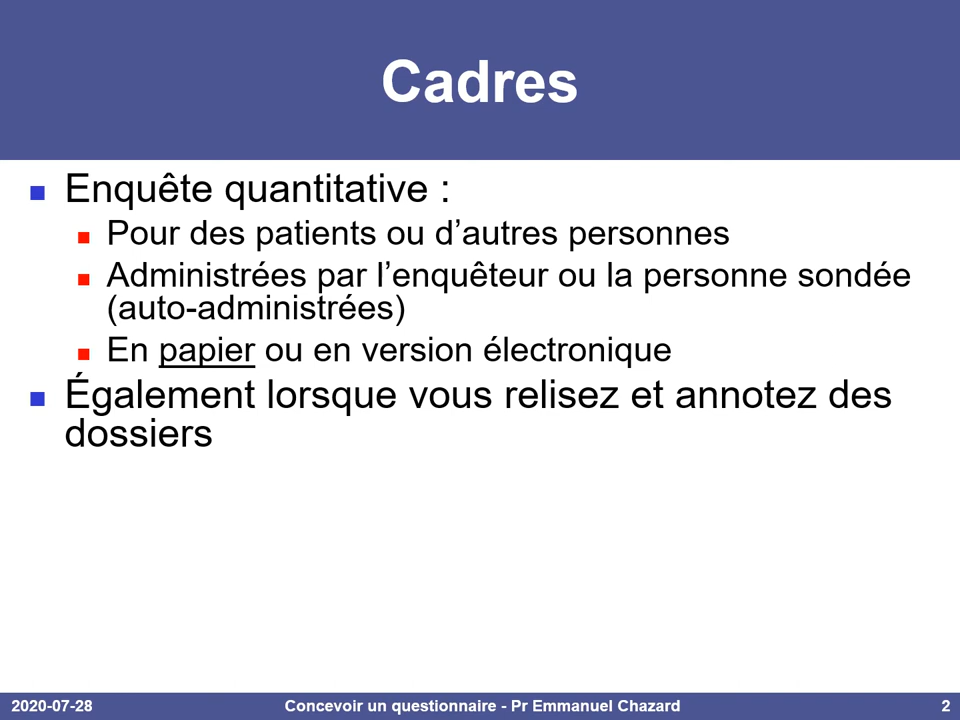 Cadres
Enquête quantitative :
Pour des patients ou d’autres personnes
Administrées par l’enquêteur ou la personne sondée
(auto-administrées)
En papier ou en version électronique
Également lorsque vous relisez et annotez des
dossiers
2020-07-28 Concevoir un questionnaire - Pr Emmanuel Chazard 2